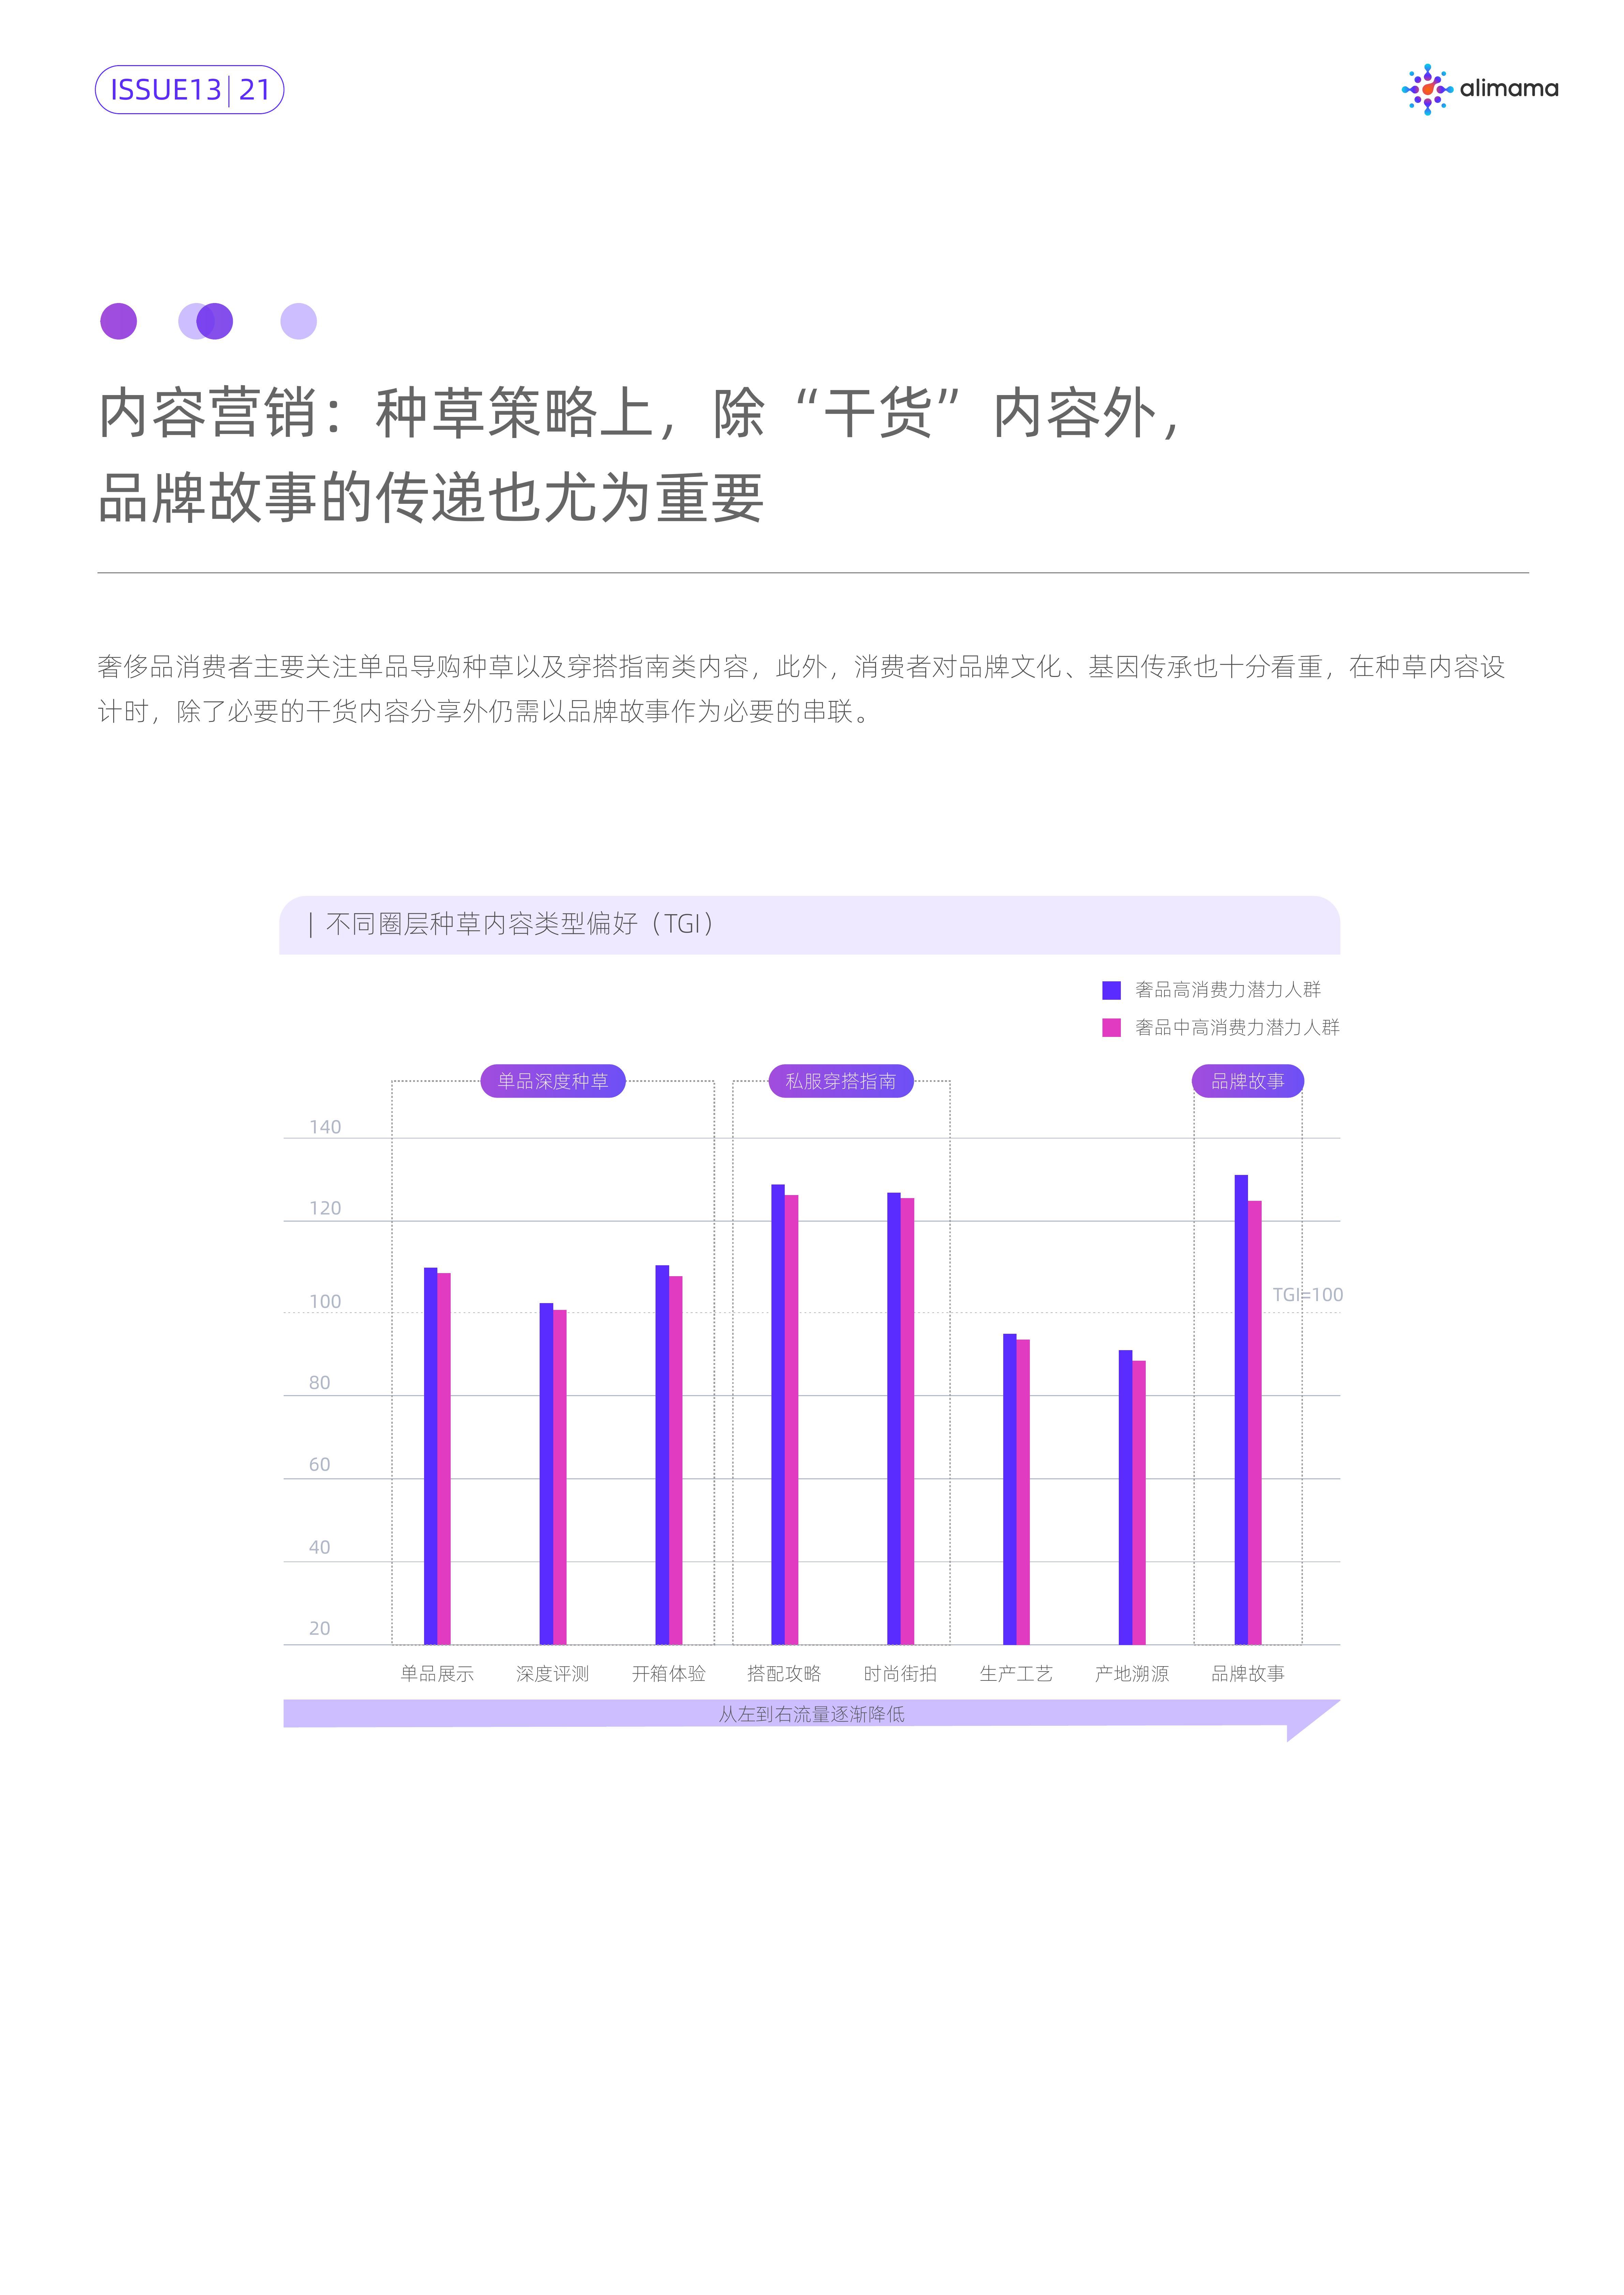 ISSUE13 | 21
alimama
内容营销：种草策略上，除“干货”内容外，
品牌故事的传递也尤为重要
奢侈品消费者主要关注单品导购种草以及穿搭指南类内容，此外，消费者对品牌文化、基因传承也十分看重，在种草内容设
计时，除了必要的干货内容分享外仍需以品牌故事作为必要的串联。
| 不同圈层种草内容类型偏好（TGI）
奢品高消费力潜力人群
奢品中高消费力潜力人群
单品深度种草 私服穿搭指南 品牌故事
140
120
TGI=100
100
80
60
40
20
单品展示 深度评测 开箱体验 搭配攻略 时尚街拍 生产工艺 产地溯源 品牌故事
从左到右流量逐渐降低